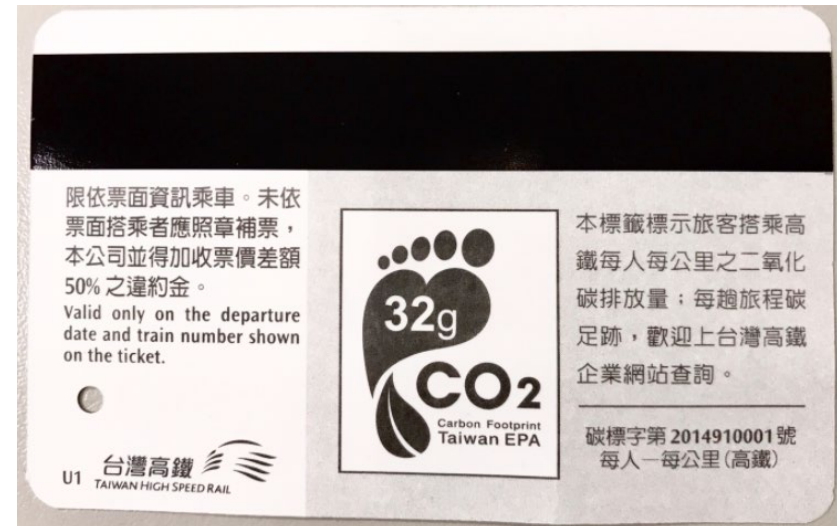 限依票面資訊乘車。未依
票面搭乘者應照章補票，
本公司並得加收票價差額
50% 之違約金。
Valid only on the departure
date and train number shown
on the ticket.
U1
台灣高鐵
TAIWAN HIGH SPEED RAIL
32g
CO2
Carbon Footprint
Taiwan EPA
本標籤標示旅客搭乘高
鐵每人每公里之二氧化
碳排放量；每趟旅程碳
足跡，歡迎上台灣高鐵
企業網站查詢。
碳標字第 2014910001 號
每人—每公里(高鐵)